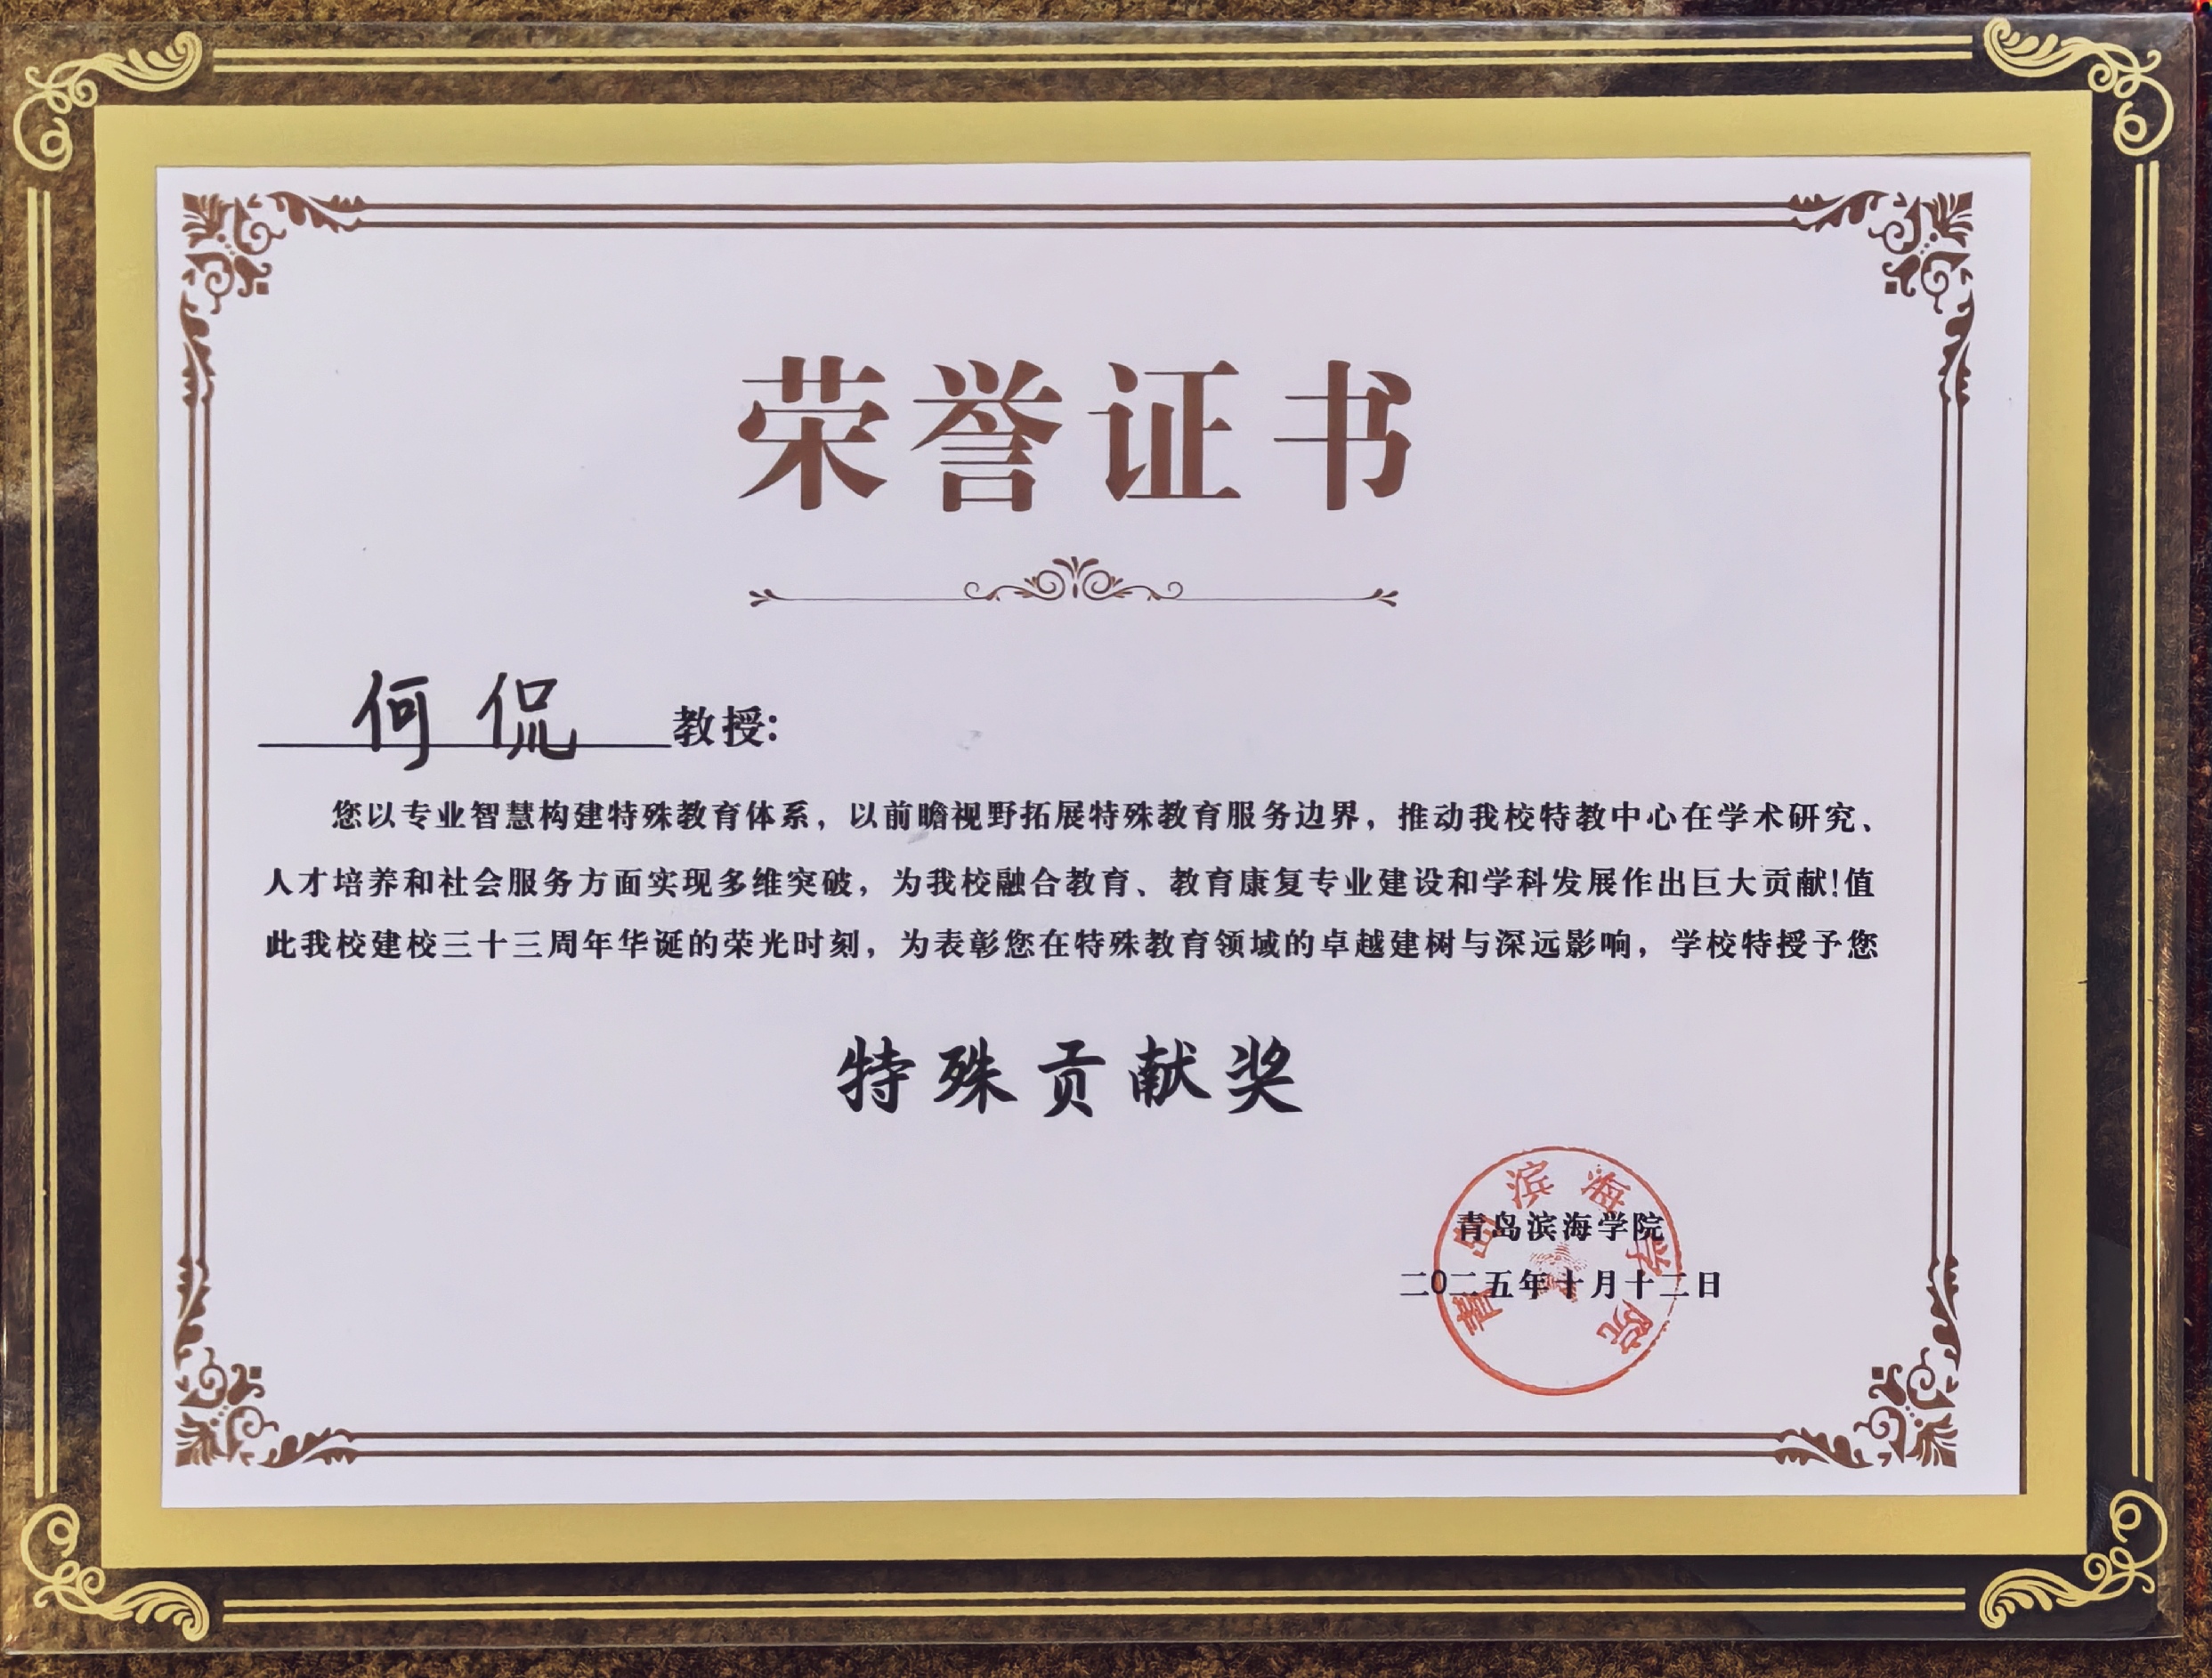 荣誉证书
何侃教授:
您以专业智慧构建特殊教育体系，以前瞻视野拓展特殊教育服务边界，推动我校特教中心在学术研究、
人才培养和社会服务方面实现多维突破，为我校融合教育、教育康复专业建设和学科发展作出巨大贡献!值
此我校建校三十三周年华诞的荣光时刻，为表彰您在特殊教育领域的卓越建树与深远影响，学校特授予您
特殊贡献奖
青岛滨海学院
青岛滨海学院
二〇二五年十月十二日